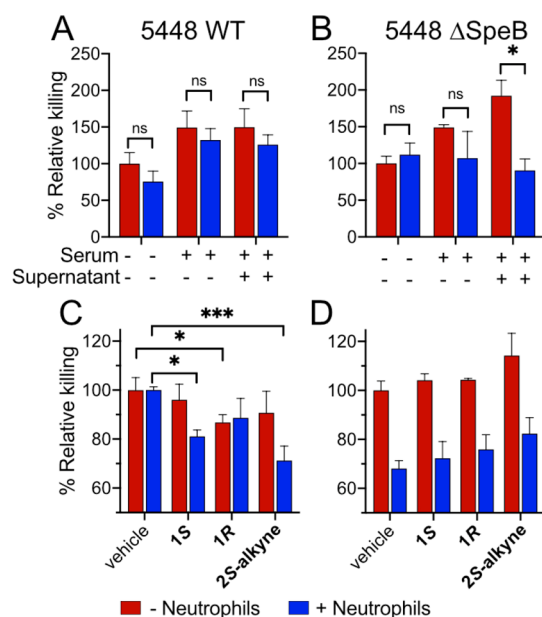 A 5448 WT
B 5448 ΔSpeB
% Relative killing
250
200
150
100
50
0
ns
ns
ns
Serum - - + + + +
Supernatant - - - - + +
250
200
150
100
50
0
ns
ns
*
- - + + + +
- - - - + +
C
% Relative killing
120
100
80
60
***
*
*
vehicle
1S
1R
2S-alkyne
D
120
100
80
60
vehicle
1S
1R
2S-alkyne
- Neutrophils + Neutrophils